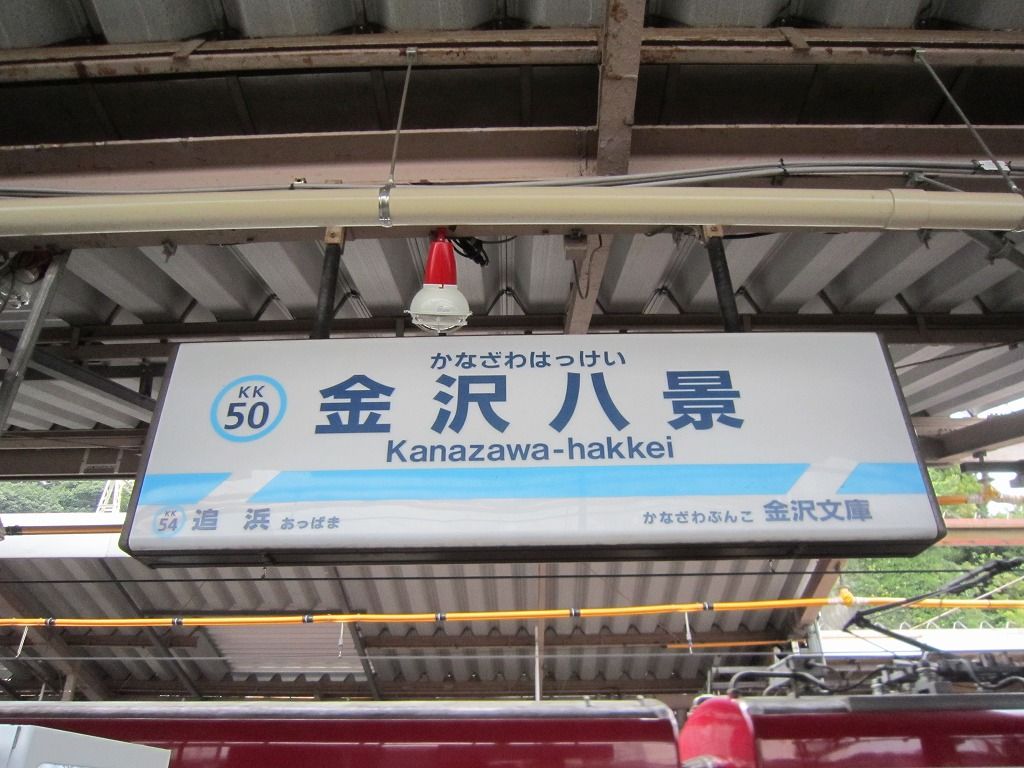 かなざわはっけい
KK
50
金沢八景
Kanazawa-hakkei
KK
54
追浜 おっぱま
かなざわぶんこ 金沢文庫